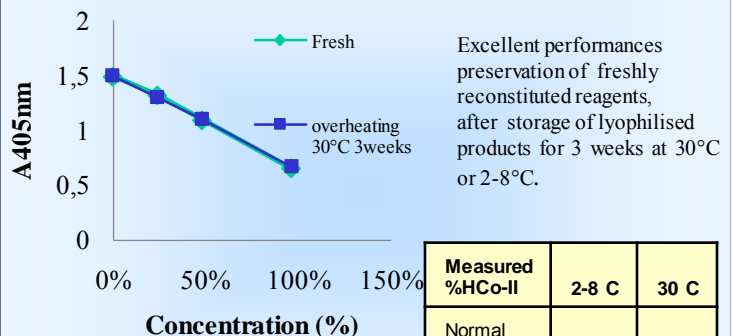 2
1,5
1
0,5
0
A405nm
0% 50% 100% 150%
Concentration (%)
Fresh
overheating
30°C 3weeks
Excellent performances
preservation of freshly
reconstituted reagents,
after storage of lyophilised
products for 3 weeks at 30°C
or 2-8°C.
Measured
%HCo-II 2-8 C 30 C
Normal